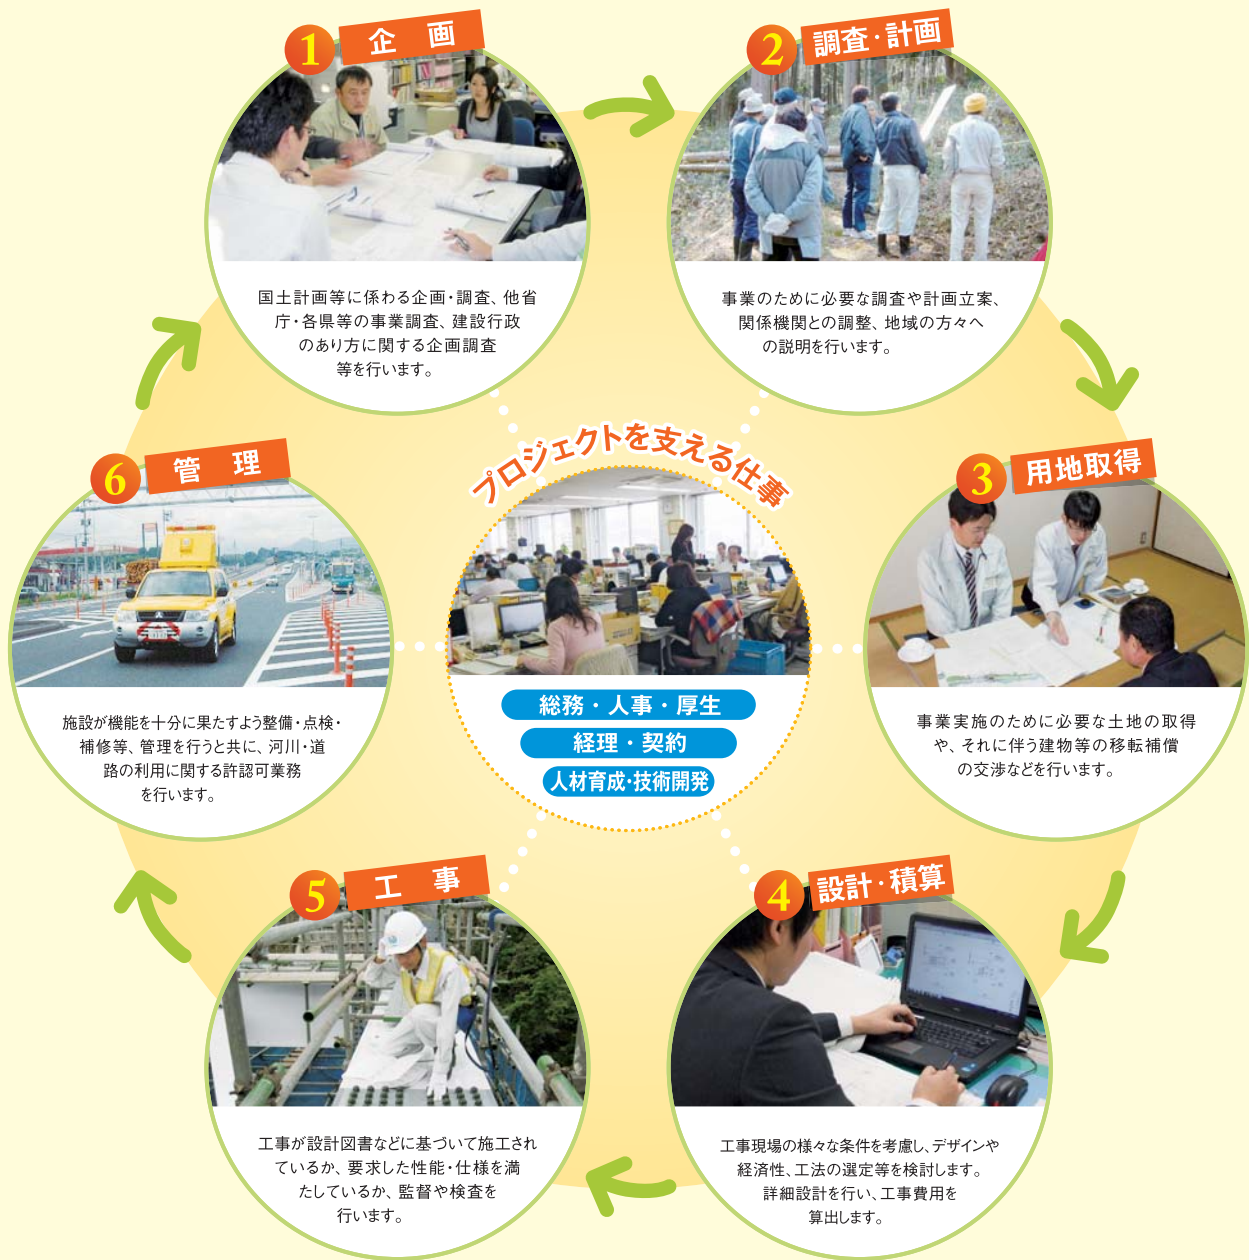 1 企 画
国土計画等に係わる企画・調査、他省
庁・各県等の事業調査、建設行政
のあり方に関する企画調査
等を行います。
2 調査・計画
事業のために必要な調査や計画立案、
関係機関との調整、地域の方々へ
の説明を行います。
3 用地取得
事業実施のために必要な土地の取得
や、それに伴う建物等の移転補償
の交渉などを行います。
4 設計・積算
工事現場の様々な条件を考慮し、デザインや
経済性、工法の選定等を検討します。
詳細設計を行い、工事費用を
算出します。
5 工 事
工事が設計図書などに基づいて施工され
ているか、要求した性能・仕様を満
たしているか、監督や検査を
行います。
6 管 理
施設が機能を十分に果たすよう整備・点検・
補修等、管理を行うと共に、河川・道
路の利用に関する許認可業務
を行います。
プロジェクトを支える仕事
総務・人事・厚生
経理・契約
人材育成・技術開発